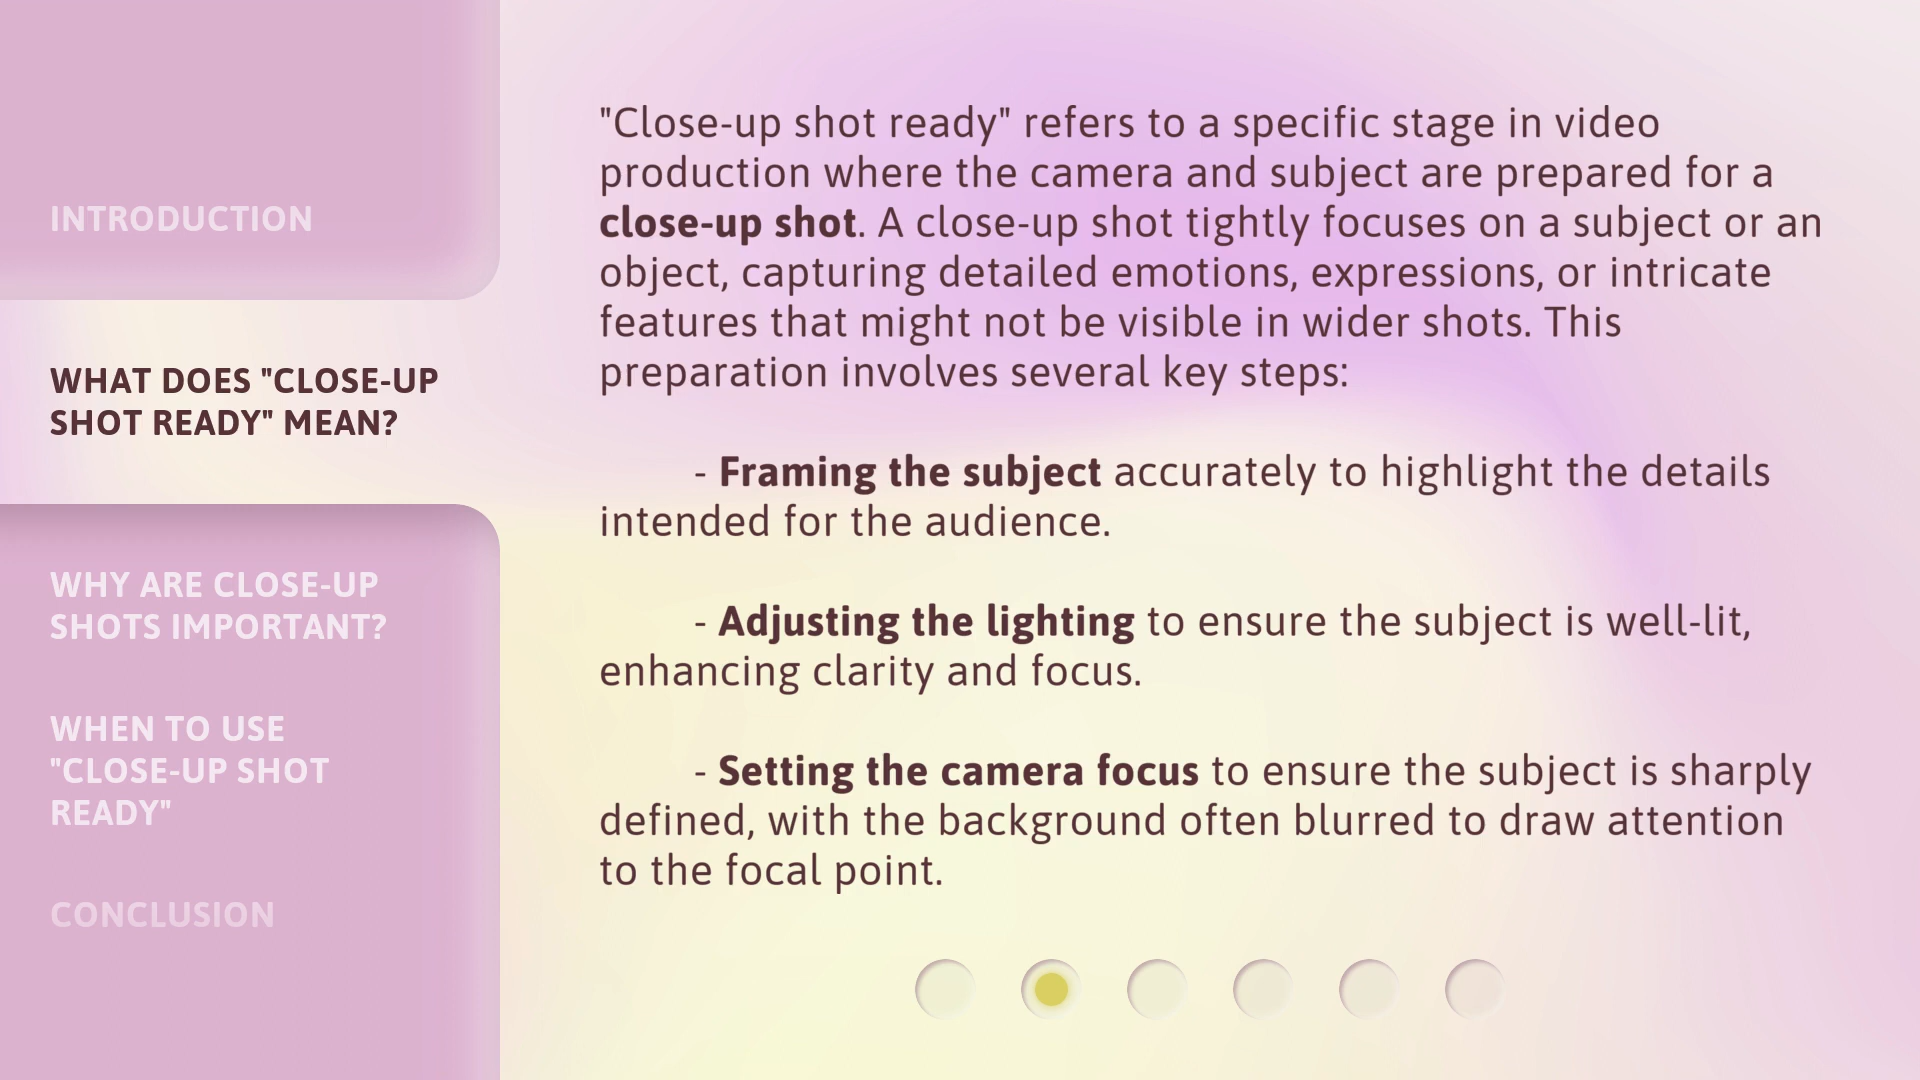 INTRODUCTION
WHAT DOES "CLOSE-UP
SHOT READY" MEAN?
WHY ARE CLOSE-UP
SHOTS IMPORTANT?
WHEN TO USE
"CLOSE-UP SHOT
READY"
CONCLUSION
"Close-up shot ready" refers to a specific stage in video
production where the camera and subject are prepared for a
close-up shot. A close-up shot tightly focuses on a subject or an
object, capturing detailed emotions, expressions, or intricate
features that might not be visible in wider shots. This
preparation involves several key steps:
- Framing the subject accurately to highlight the details
intended for the audience.
- Adjusting the lighting to ensure the subject is well-lit,
enhancing clarity and focus.
- Setting the camera focus to ensure the subject is sharply
defined, with the background often blurred to draw attention
to the focal point.